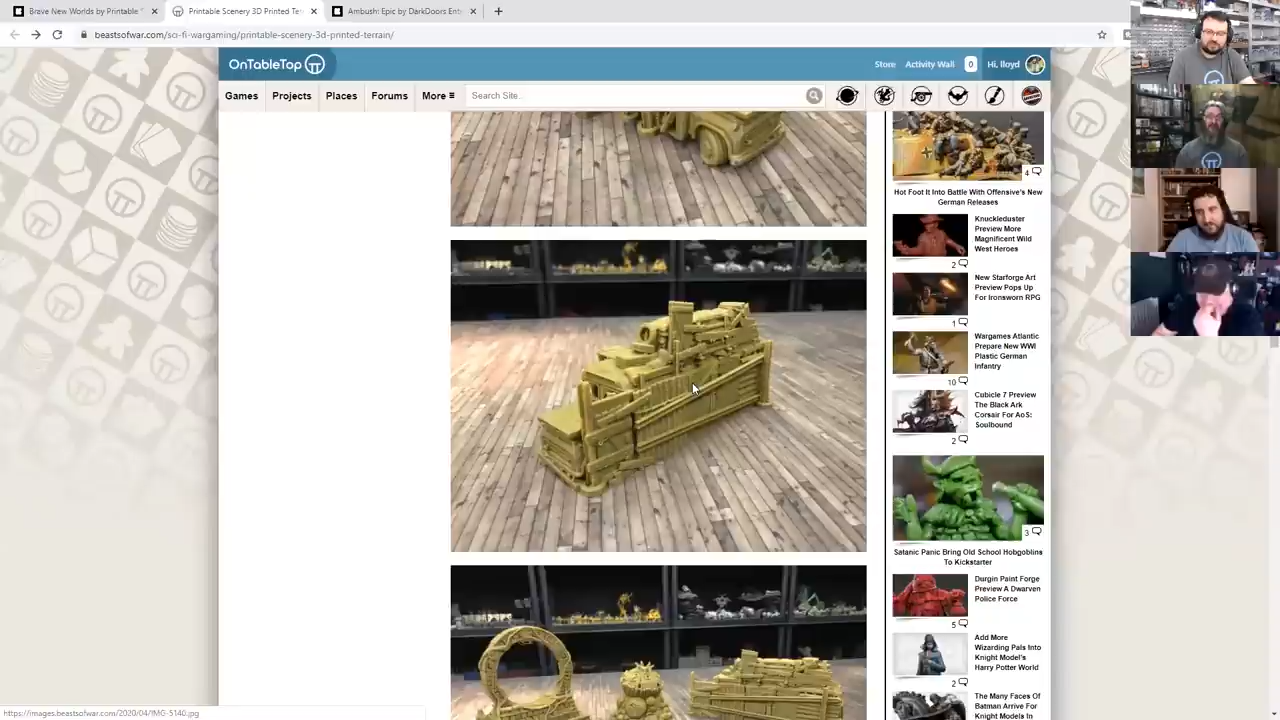 Brave New Worlds by Printable
Printable Scenery 3D Printed Ter
Ambush: Epic by DarkDoors Ent
beastsofwar.com/sci-fi-wargaming/printable-scenery-3d-printed-terrain/
OnTableTop
Store
Activity Wall
0
Hi, lloyd
Games
Projects
Places
Forums
More
Search Site..
4
Hot Foot It Into Battle With Offensive's New
German Releases
Knuckleduster
Preview More
Magnificent Wild
West Heroes
2
New Starforge Art
Preview Pops Up
For Ironsworn RPG
1
Wargames Atlantic
Prepare New WWI
Plastic German
Infantry
10
Cubicle 7 Preview
The Black Ark
Corsair For AoS:
Soulbound
2
3
Satanic Panic Bring Old School Hobgoblins
To Kickstarter
Durgin Paint Forge
Preview A Dwarven
Police Force
5
Add More
Wizarding Pals Into
Knight Model's
Harry Potter World
2
The Many Faces Of
Batman Arrive For
Knight Models In
https://images.beastsofwar.com/2020/04/IMG-5140.jpg